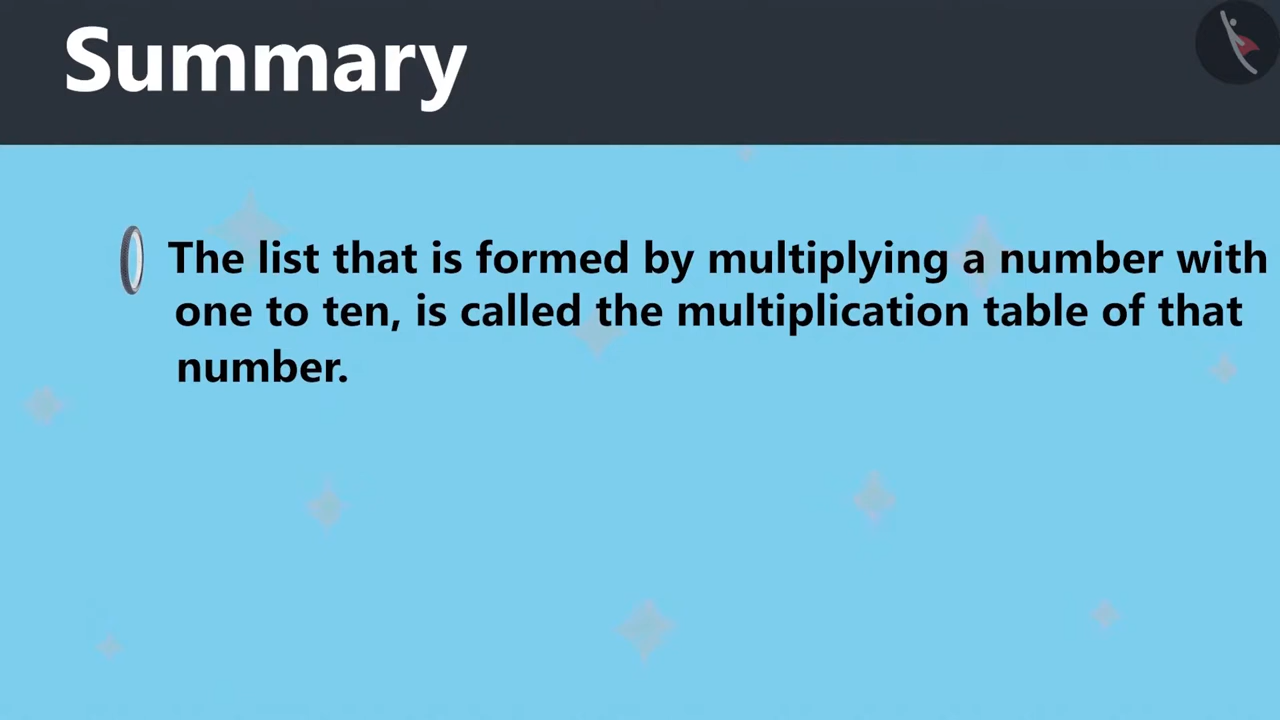 Summary
The list that is formed by multiplying a number with
one to ten, is called the multiplication table of that
number.